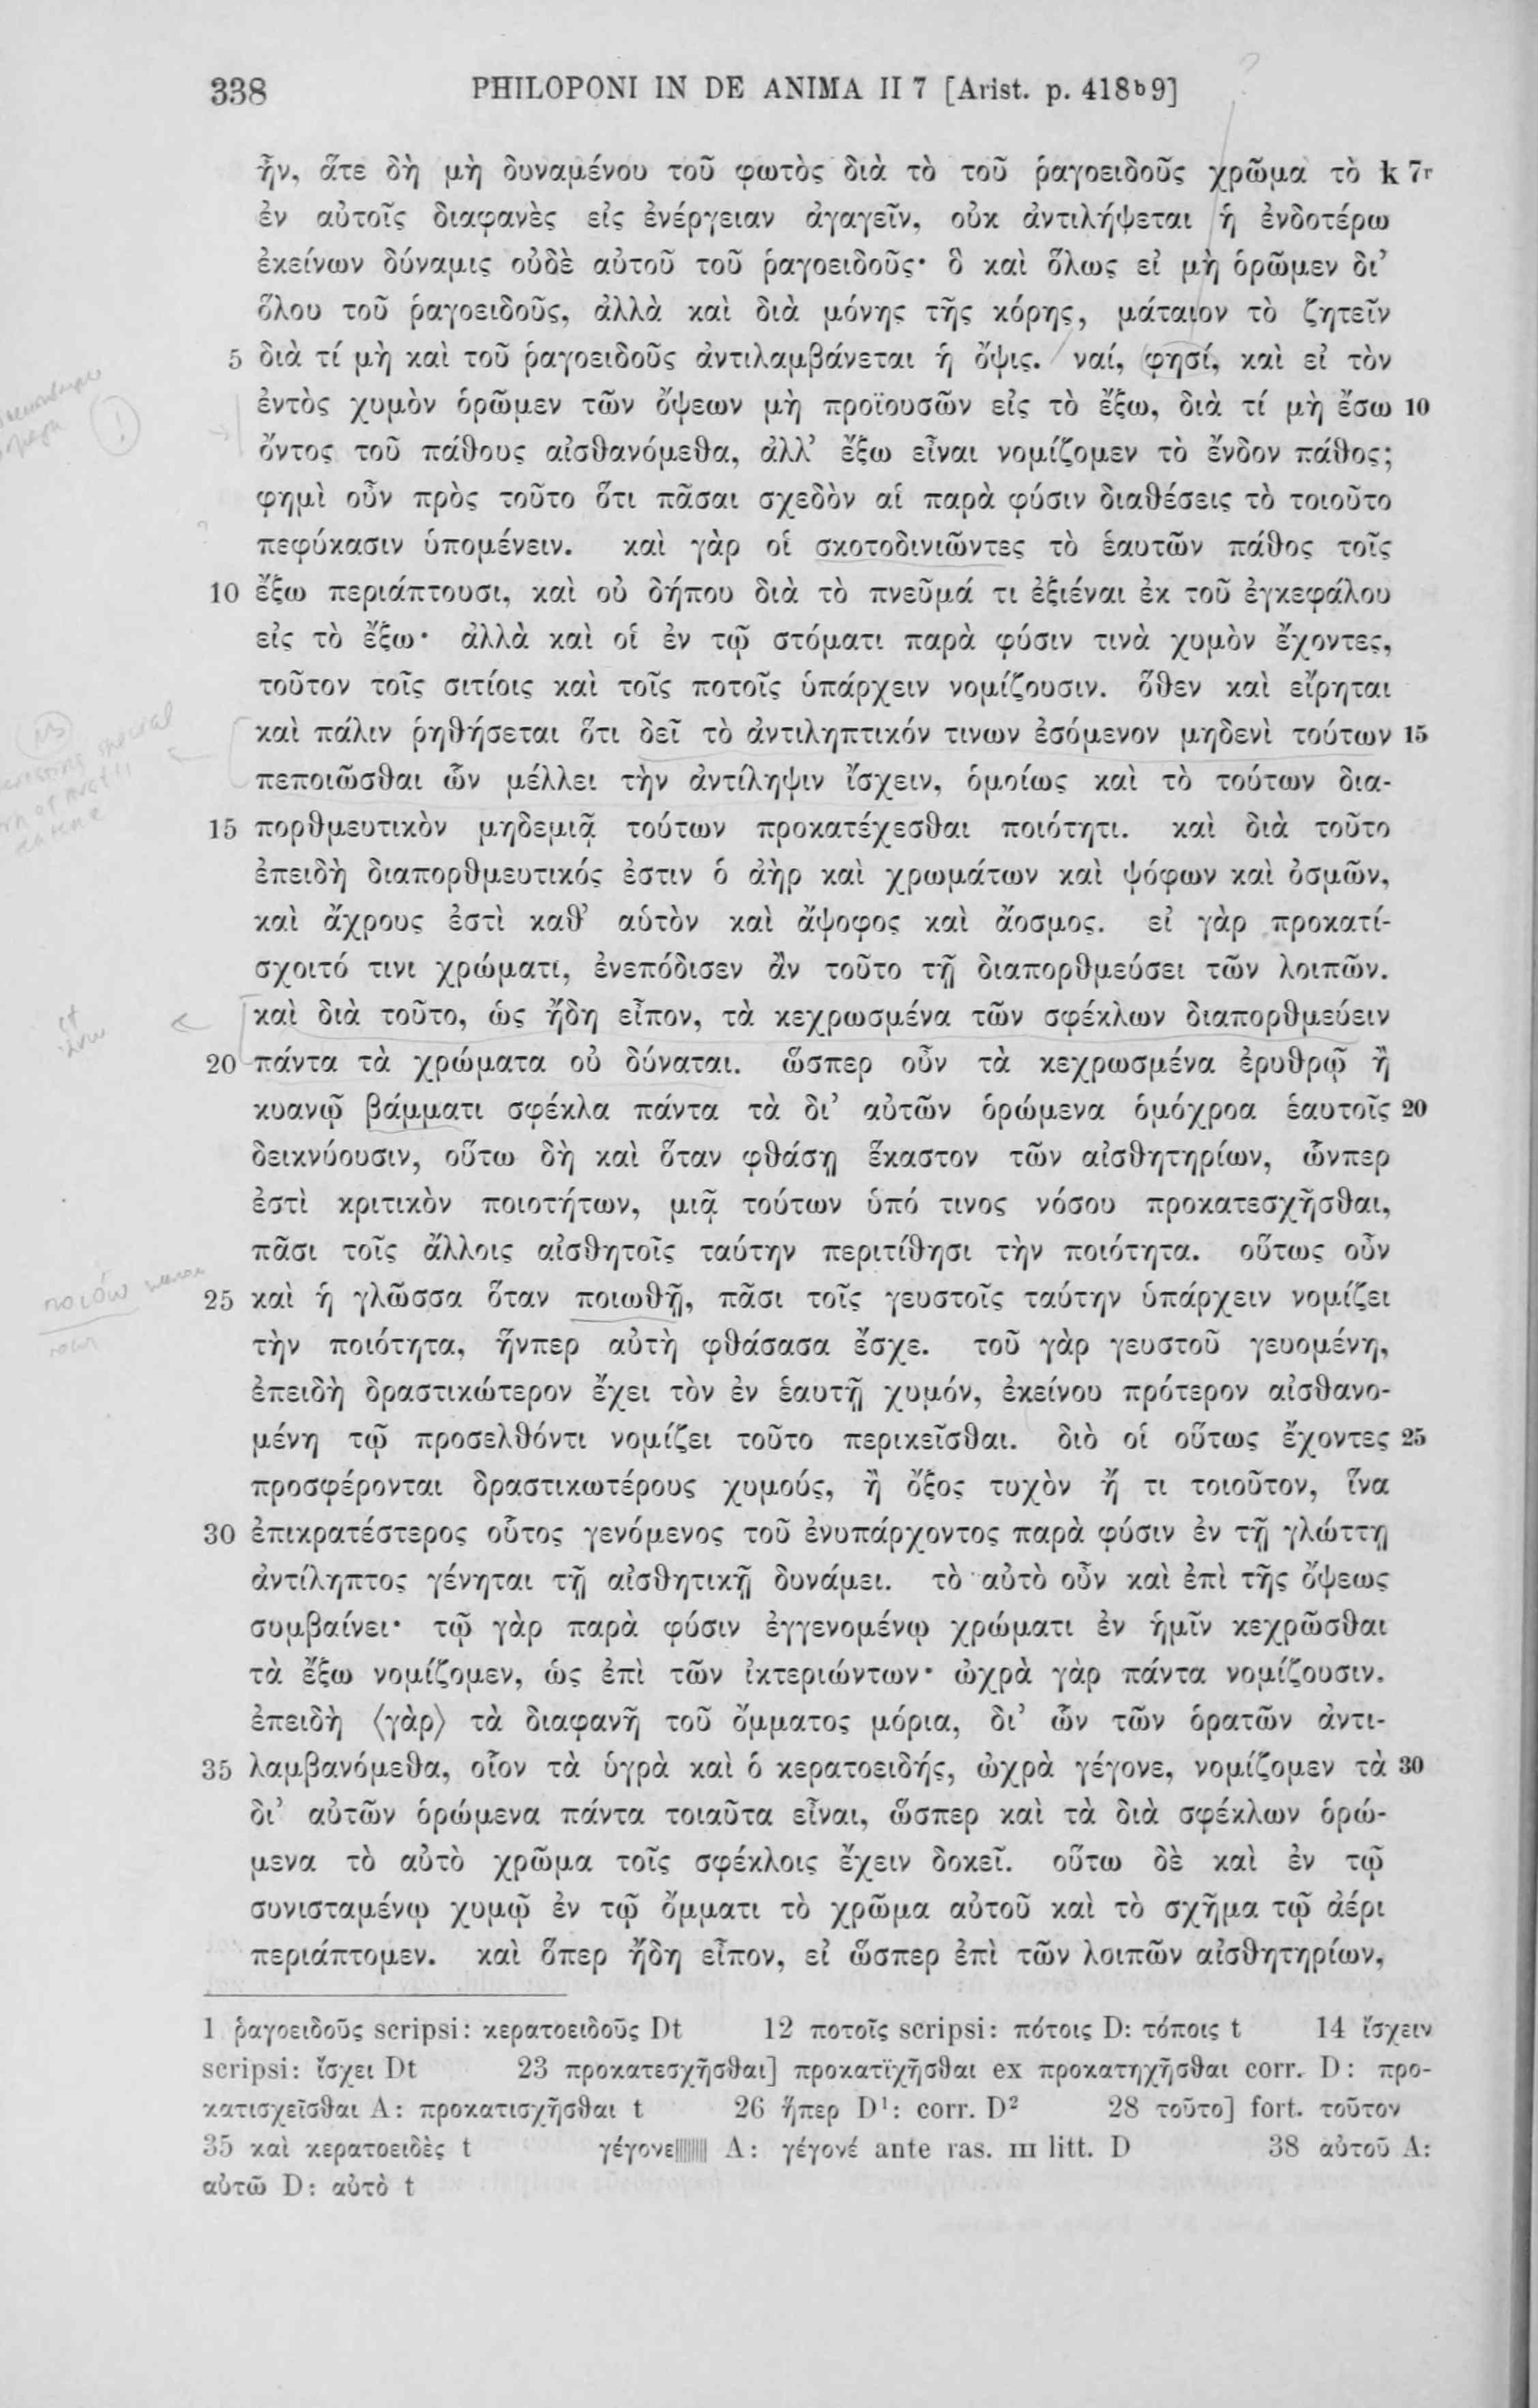 338 PHILOPONI IN DE ANIMA II 7 [Arist. p. 418b9]
ἦν, ἅτε δὴ μὴ δυναμένου τοῦ φωτὸς διὰ τὸ τοῦ ῥαγοειδοῦς χρῶμα τὸ k 7r
ἐν αὐτοῖς διαφανὲς εἰς ἐνέργειαν ἀγαγεῖν, οὐκ ἀντιλήψεται ἡ ἐνδοτέρω
ἐκείνων δύναμις οὐδὲ αὐτοῦ τοῦ ῥαγοειδοῦς· ὃ καὶ ὅλως εἰ μὴ ὁρῶμεν δι’
ὅλου τοῦ ῥαγοειδοῦς, ἀλλὰ καὶ διὰ μόνης τῆς κόρης, μάταιον τὸ ζητεῖν
5 διὰ τί μὴ καὶ τοῦ ῥαγοειδοῦς ἀντιλαμβάνεται ἡ ὄψις. ναί, φησί, καὶ εἰ τὸν
ἐντὸς χυμὸν ὁρῶμεν τῶν ὄψεων μὴ προϊουσῶν εἰς τὸ ἔξω, διὰ τί μὴ ἔσω 10
ὄντος τοῦ πάθους αἰσθανόμεθα, ἀλλ’ ἔξω εἶναι νομίζομεν τὸ ἔνδον πάθος;
φημὶ οὖν πρὸς τοῦτο ὅτι πᾶσαι σχεδὸν αἱ παρὰ φύσιν διαθέσεις τὸ τοιοῦτο
πεφύκασιν ὑπομένειν. καὶ γὰρ οἱ σκοτοδινιῶντες τὸ ἑαυτῶν πάθος τοῖς
10 ἔξω περιάπτουσι, καὶ οὐ δήπου διὰ τὸ πνεῦμά τι ἐξιέναι ἐκ τοῦ ἐγκεφάλου
εἰς τὸ ἔξω· ἀλλὰ καὶ οἱ ἐν τῷ στόματι παρὰ φύσιν τινὰ χυμὸν ἔχοντες,
τοῦτον τοῖς σιτίοις καὶ τοῖς ποτοῖς ὑπάρχειν νομίζουσιν. ὅθεν καὶ εἴρηται
καὶ πάλιν ῥηθήσεται ὅτι δεῖ τὸ ἀντιληπτικόν τινων ἐσόμενον μηδενὶ τούτων 15
πεποιῶσθαι ὧν μέλλει τὴν ἀντίληψιν ἴσχειν, ὁμοίως καὶ τὸ τούτων δια-
15 πορθμευτικὸν μηδεμιᾷ τούτων προκατέχεσθαι ποιότητι. καὶ διὰ τοῦτο
ἐπειδὴ διαπορθμευτικός ἐστιν ὁ ἀὴρ καὶ χρωμάτων καὶ ψόφων καὶ ὀσμῶν,
καὶ ἄχρους ἐστὶ καθ’ αὑτὸν καὶ ἄψοφος καὶ ἄοσμος. εἰ γὰρ προκατί-
σχοιτό τινι χρώματι, ἐνεπόδισεν ἂν τοῦτο τῇ διαπορθμεύσει τῶν λοιπῶν.
καὶ διὰ τοῦτο, ὡς ἤδη εἶπον, τὰ κεχρωσμένα τῶν σφέκλων διαπορθμεύειν
20 πάντα τὰ χρώματα οὐ δύναται. ὥσπερ οὖν τὰ κεχρωσμένα ἐρυθρῷ ἢ
κυανῷ βάμματι σφέκλα πάντα τὰ δι’ αὐτῶν ὁρώμενα ὁμόχροα ἑαυτοῖς 20
δεικνύουσιν, οὕτω δὴ καὶ ὅταν φθάσῃ ἕκαστον τῶν αἰσθητηρίων, ὧνπερ
ἐστὶ κριτικὸν ποιοτήτων, μιᾷ τούτων ὑπό τινος νόσου προκατεσχῆσθαι,
πᾶσι τοῖς ἄλλοις αἰσθητοῖς ταύτην περιτίθησι τὴν ποιότητα. οὕτως οὖν
25 καὶ ἡ γλῶσσα ὅταν ποιωθῇ, πᾶσι τοῖς γευστοῖς ταύτην ὑπάρχειν νομίζει
τὴν ποιότητα, ἥνπερ αὐτὴ φθάσασα ἔσχε. τοῦ γὰρ γευστοῦ γευομένη,
ἐπειδὴ δραστικώτερον ἔχει τὸν ἐν ἑαυτῇ χυμόν, ἐκείνου πρότερον αἰσθανο-
μένη τῷ προσελθόντι νομίζει τοῦτο περικεῖσθαι. διὸ οἱ οὕτως ἔχοντες 25
προσφέρονται δραστικωτέρους χυμούς, ἢ ὄξος τυχὸν ἤ τι τοιοῦτον, ἵνα
30 ἐπικρατέστερος οὗτος γενόμενος τοῦ ἐνυπάρχοντος παρὰ φύσιν ἐν τῇ γλώττῃ
ἀντίληπτος γένηται τῇ αἰσθητικῇ δυνάμει. τὸ αὐτὸ οὖν καὶ ἐπὶ τῆς ὄψεως
συμβαίνει· τῷ γὰρ παρὰ φύσιν ἐγγενομένῳ χρώματι ἐν ἡμῖν κεχρῶσθαι
τὰ ἔξω νομίζομεν, ὡς ἐπὶ τῶν ἰκτεριώντων· ὠχρὰ γὰρ πάντα νομίζουσιν.
ἐπειδὴ ⟨γὰρ⟩ τὰ διαφανῆ τοῦ ὄμματος μόρια, δι’ ὧν τῶν ὁρατῶν ἀντι-
35 λαμβανόμεθα, οἷον τὰ ὑγρὰ καὶ ὁ κερατοειδής, ὠχρὰ γέγονε, νομίζομεν τὰ 30
δι’ αὐτῶν ὁρώμενα πάντα τοιαῦτα εἶναι, ὥσπερ καὶ τὰ διὰ σφέκλων ὁρώ-
μενα τὸ αὐτὸ χρῶμα τοῖς σφέκλοις ἔχειν δοκεῖ. οὕτω δὲ καὶ ἐν τῷ
συνισταμένῳ χυμῷ ἐν τῷ ὄμματι τὸ χρῶμα αὐτοῦ καὶ τὸ σχῆμα τῷ ἀέρι
περιάπτομεν. καὶ ὅπερ ἤδη εἶπον, εἰ ὥσπερ ἐπὶ τῶν λοιπῶν αἰσθητηρίων,
1 ῥαγοειδοῦς scripsi: κερατοειδοῦς Dt 12 ποτοῖς scripsi: πότοις D: τόποις t 14 ἴσχειν
scripsi: ἴσχει Dt 23 προκατεσχῆσθαι] προκατϊχῆσθαι ex προκατηχῆσθαι corr. D: προ-
κατισχεῖσθαι A: προκατισχῆσθαι t 26 ἥπερ D¹: corr. D² 28 τοῦτο] fort. τοῦτον
35 καὶ κερατοειδὲς t γέγονε A: γέγονέ ante ras. III litt. D 38 αὐτοῦ A:
αὐτῶ D: αὐτὸ t
ποιόω